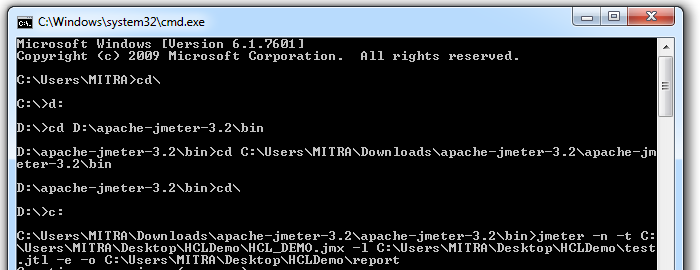 C:\Windows\system32\cmd.exe
Microsoft Windows [Version 6.1.7601]
Copyright (c) 2009 Microsoft Corporation.  All rights reserved.
C:\Users\MITRA>cd\
C:\>d:
D:\>cd D:\apache-jmeter-3.2\bin
D:\apache-jmeter-3.2\bin>cd C:\Users\MITRA\Downloads\apache-jmeter-3.2\apache-jm
eter-3.2\bin
D:\apache-jmeter-3.2\bin>cd\
D:\>c:
C:\Users\MITRA\Downloads\apache-jmeter-3.2\apache-jmeter-3.2\bin>jmeter -n -t C:
\Users\MITRA\Desktop\HCLDemo\HCL_DEMO.jmx -l C:\Users\MITRA\Desktop\HCLDemo\test
.jtl -e -o C:\Users\MITRA\Desktop\HCLDemo\report